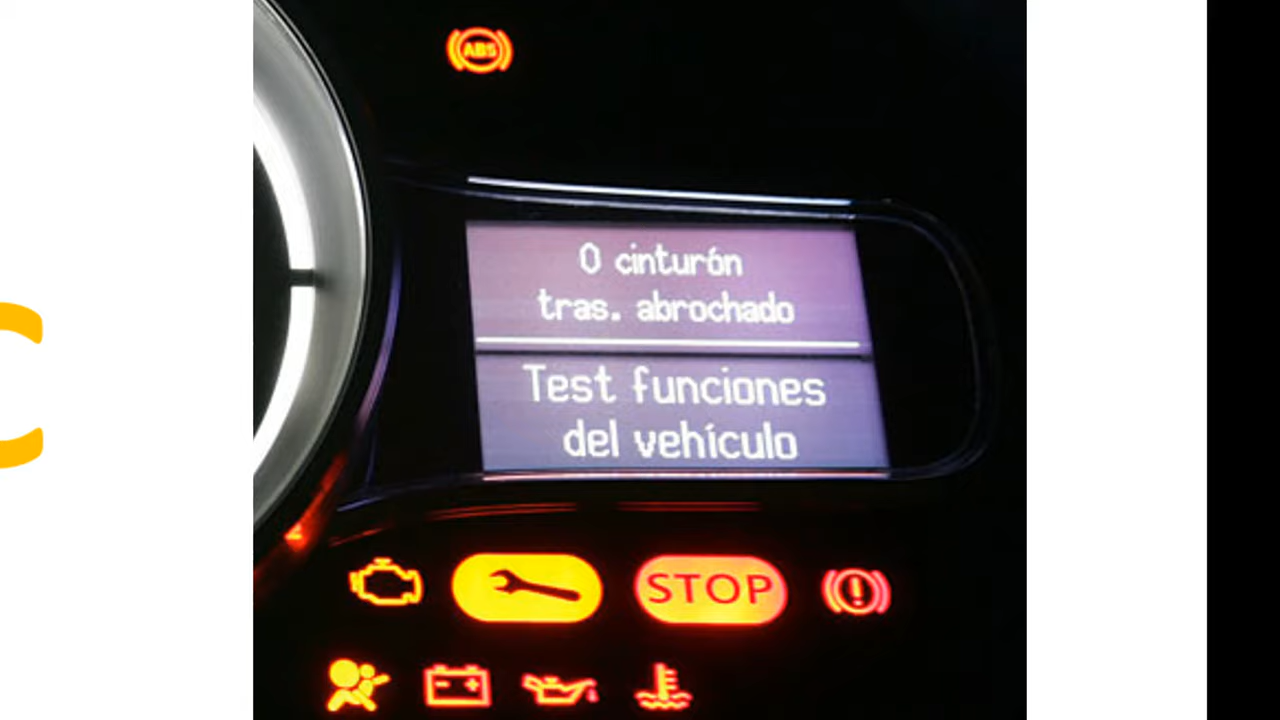 ABS
0 cinturón
tras. abrochado
Test funciones
del vehículo
STOP